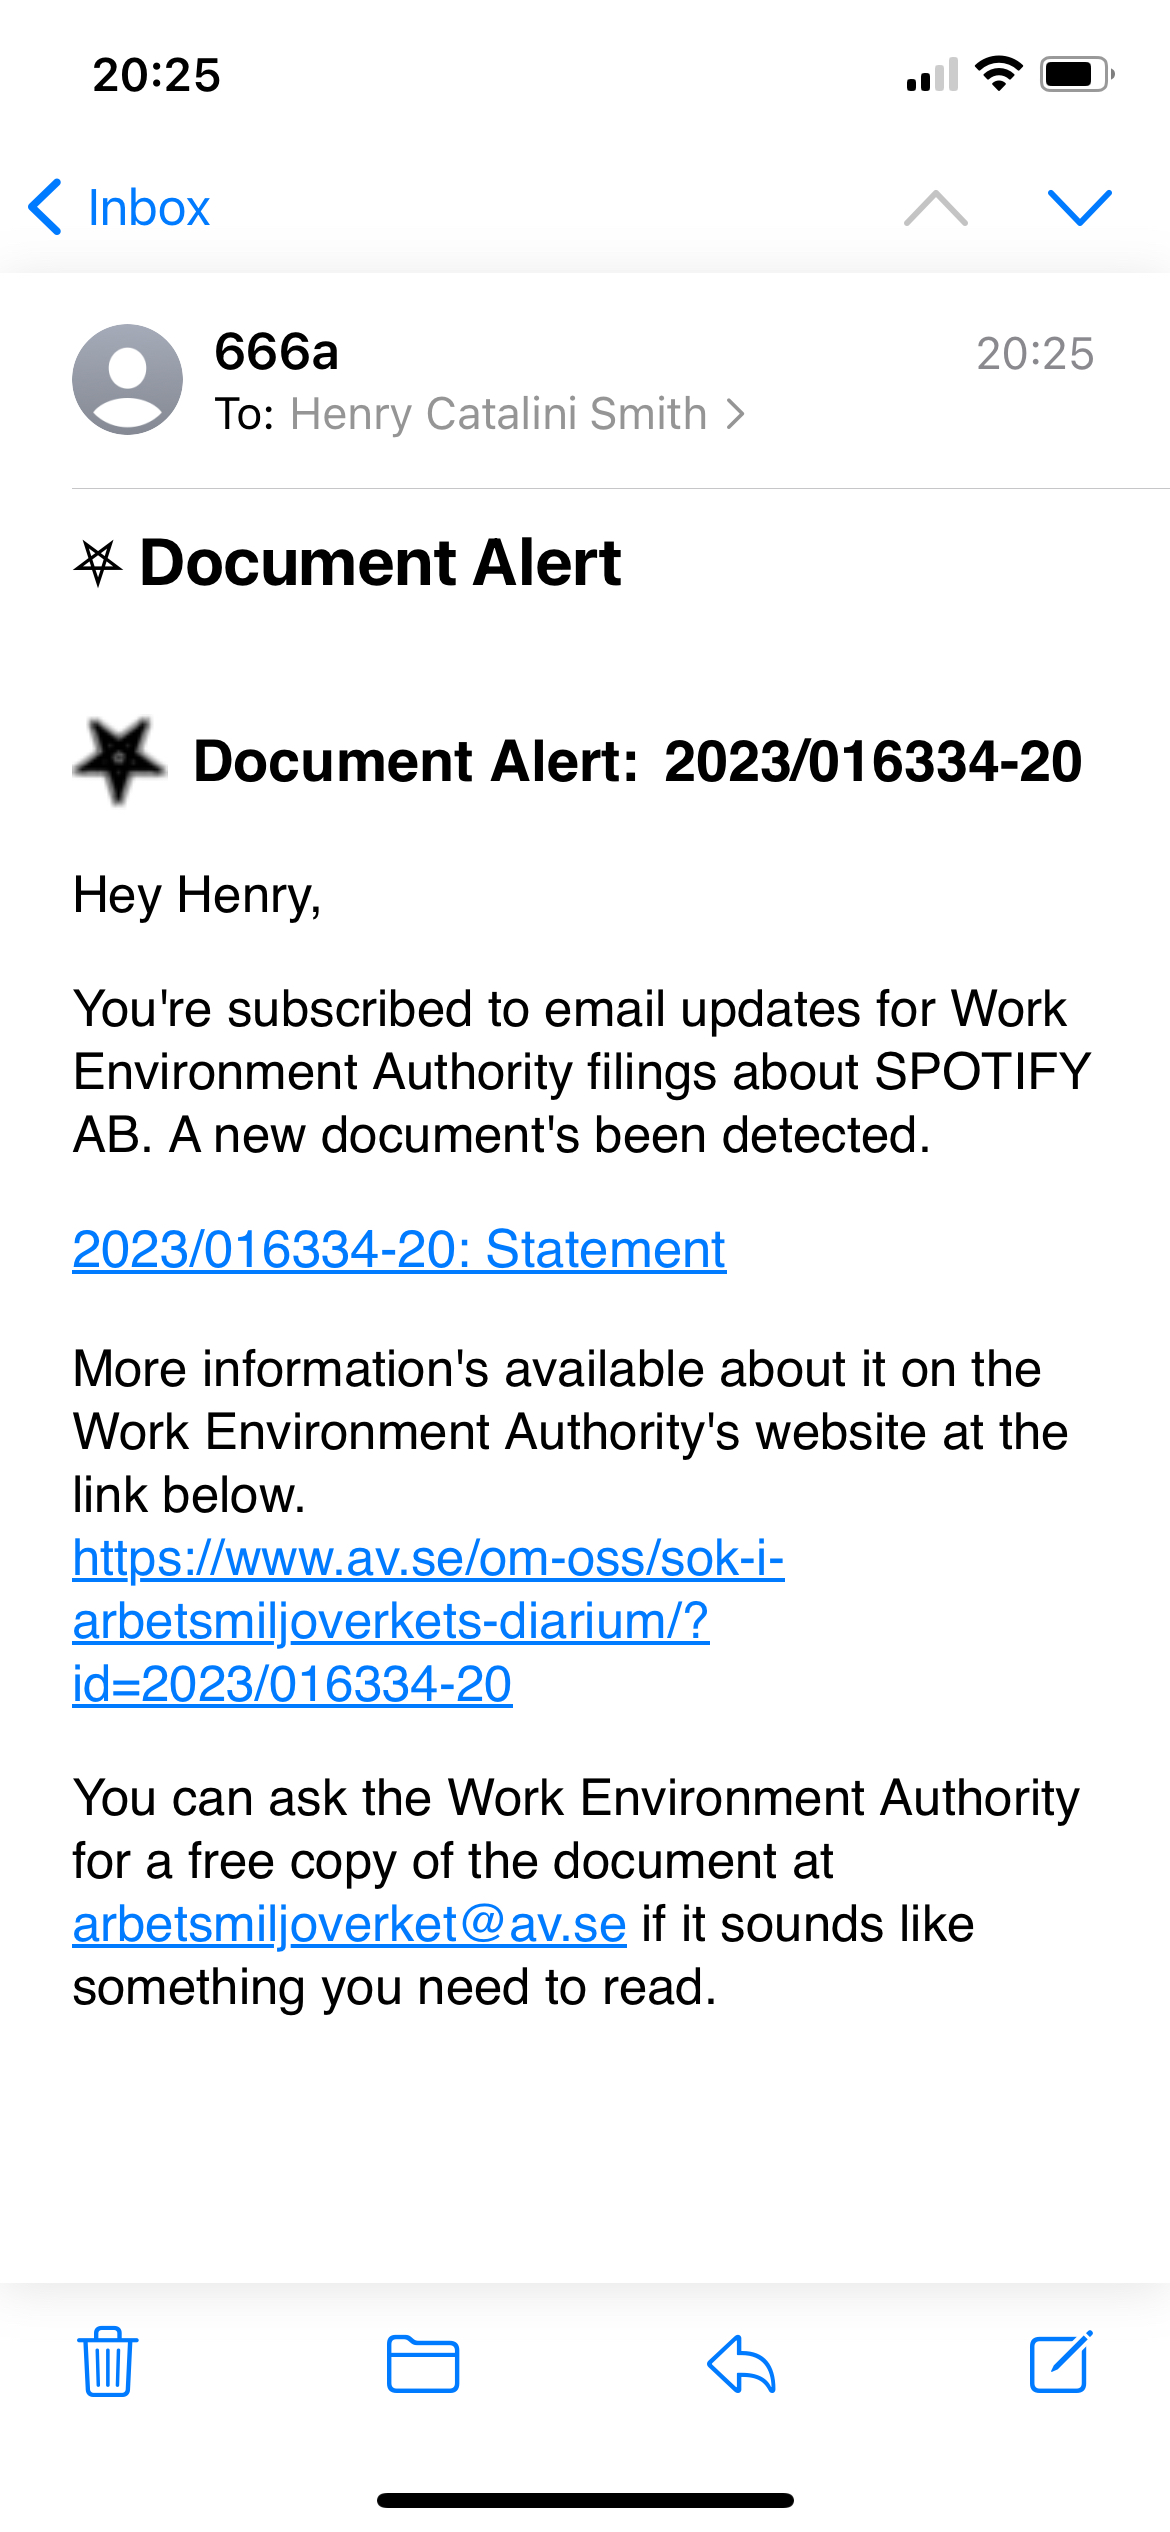 20:25
Inbox
666a
20:25
To: Henry Catalini Smith
Document Alert
Document Alert: 2023/016334-20
Hey Henry,
You're subscribed to email updates for Work
Environment Authority filings about SPOTIFY
AB. A new document's been detected.
2023/016334-20: Statement
More information's available about it on the
Work Environment Authority's website at the
link below.
https://www.av.se/om-oss/sok-i-
arbetsmiljoverkets-diarium/?
id=2023/016334-20
You can ask the Work Environment Authority
for a free copy of the document at
arbetsmiljoverket@av.se if it sounds like
something you need to read.